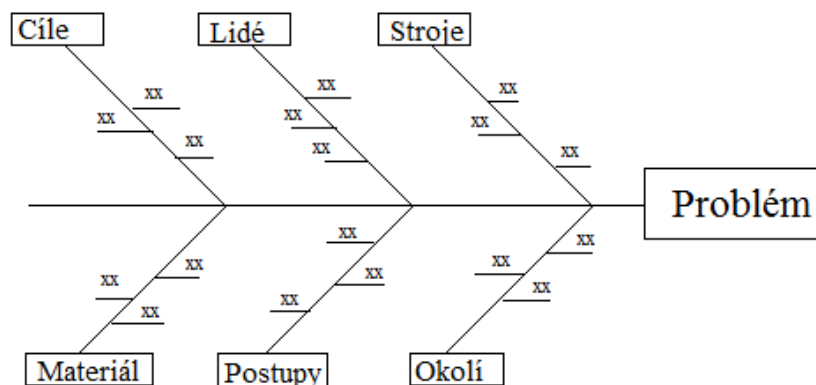 Cíle
Lidé
Stroje
xx
xx
xx
xx
xx
xx
xx
xx
xx
Problém
xx
xx
xx
xx
xx
xx
xx
xx
xx
Materiál
Postupy
Okolí